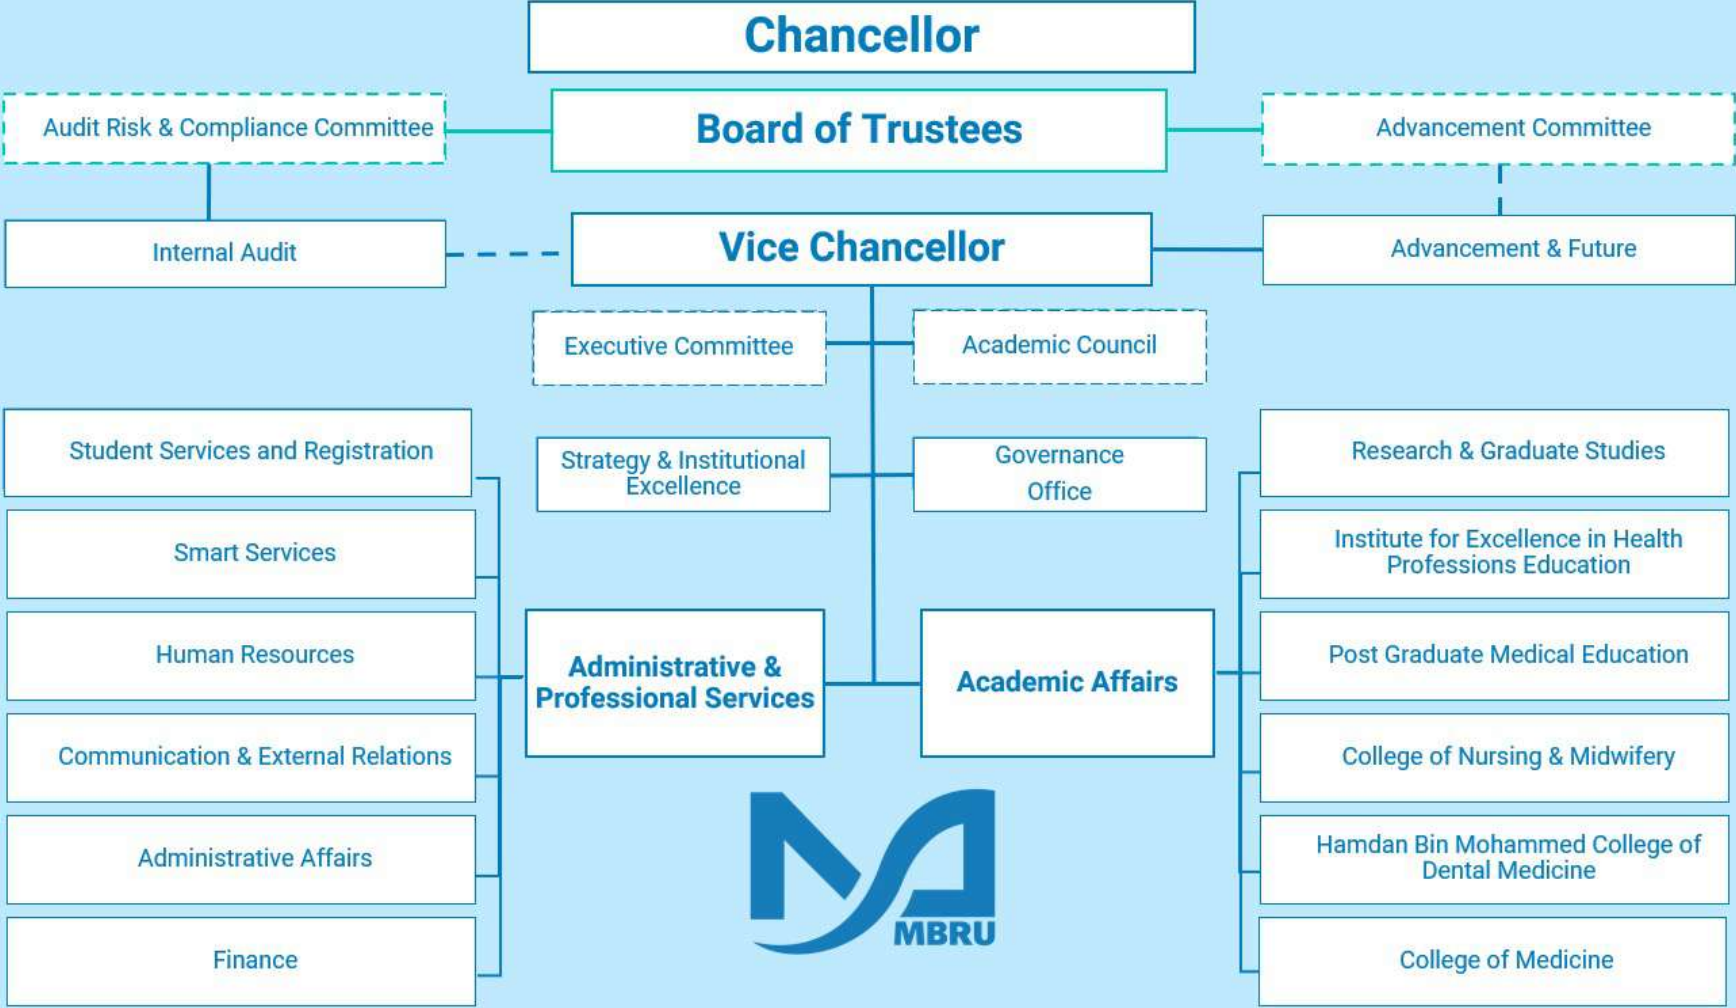 Chancellor
Audit Risk & Compliance Committee
Board of Trustees
Advancement Committee
Internal Audit
Vice Chancellor
Advancement & Future
Executive Committee
Academic Council
Student Services and Registration
Strategy & Institutional
Excellence
Governance
Office
Research & Graduate Studies
Smart Services
Institute for Excellence in Health
Professions Education
Human Resources
Administrative &
Professional Services
Academic Affairs
Post Graduate Medical Education
Communication & External Relations
College of Nursing & Midwifery
Administrative Affairs
Hamdan Bin Mohammed College of
Dental Medicine
MBRU
Finance
College of Medicine